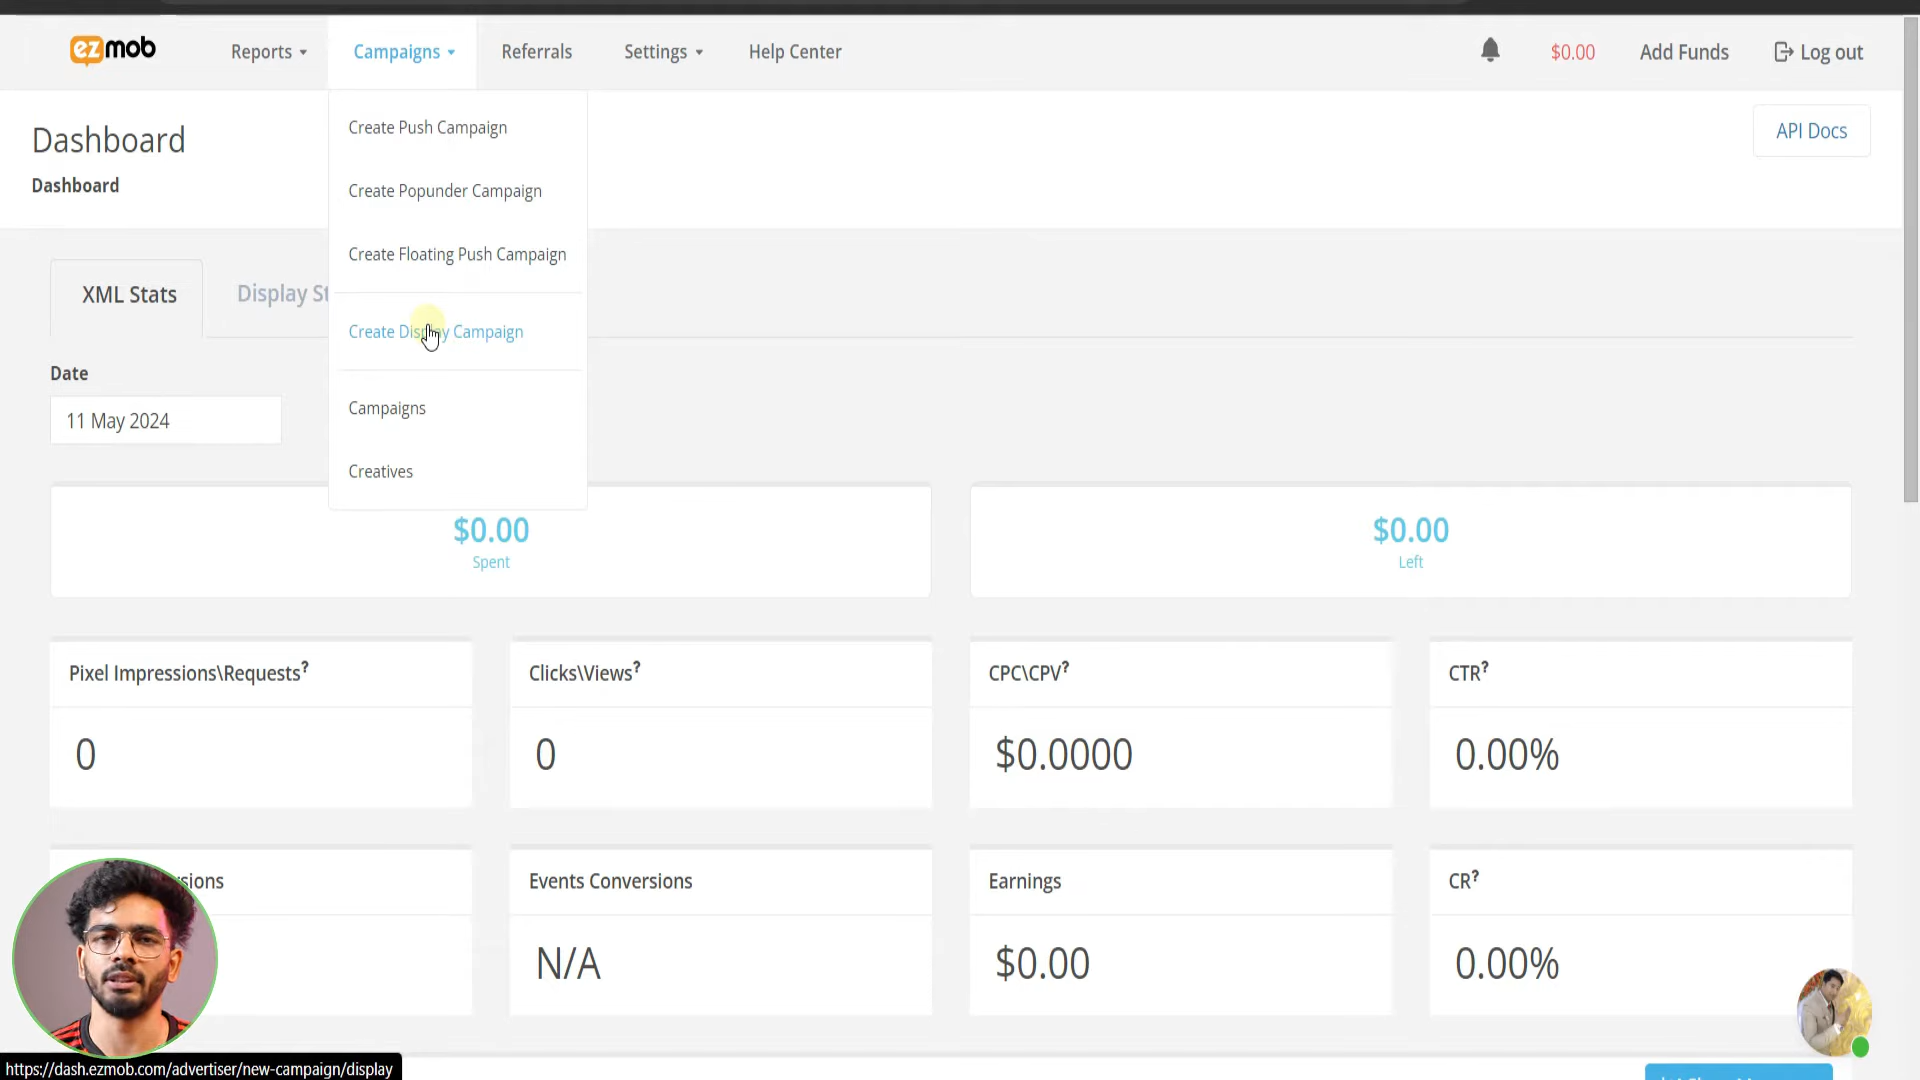 ezmob
Reports
Campaigns
Referrals
Settings
Help Center
$0.00
Add Funds
Log out
Dashboard
Dashboard
API Docs
Create Push Campaign
Create Popunder Campaign
Create Floating Push Campaign
Create Display Campaign
Campaigns
Creatives
XML Stats
Display St
Date
11 May 2024
$0.00
Spent
$0.00
Left
Pixel Impressions\Requests?
0
Clicks\Views?
0
CPC\CPV?
$0.0000
CTR?
0.00%
sions
Events Conversions
N/A
Earnings
$0.00
CR?
0.00%
https://dash.ezmob.com/advertiser/new-campaign/display